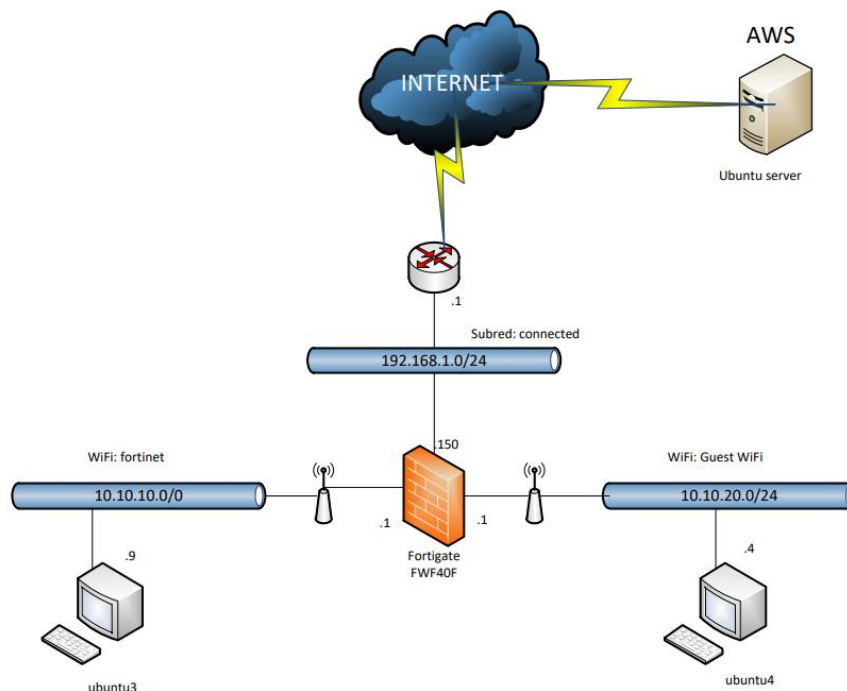 AWS
INTERNET
Ubuntu server
.1
Subred: connected
192.168.1.0/24
.150
WiFi: fortinet
WiFi: Guest WiFi
10.10.10.0/0
10.10.20.0/24
.1
.1
Fortigate
FWF40F
.9
.4
ubuntu3
ubuntu4